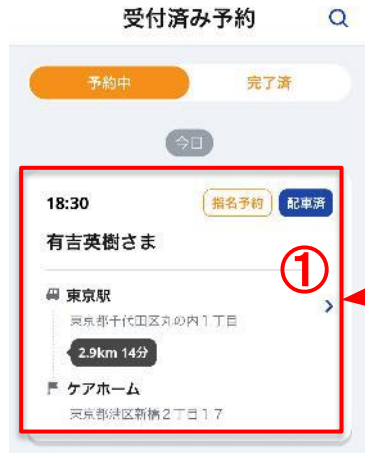 受付済み予約
予約中 完了済
今日
18:30 指名予約 配車済
有吉英樹さま
①
東京駅
東京都千代田区丸の内1丁目
2.9km 14分
ケアホーム
東京都港区新橋2丁目17